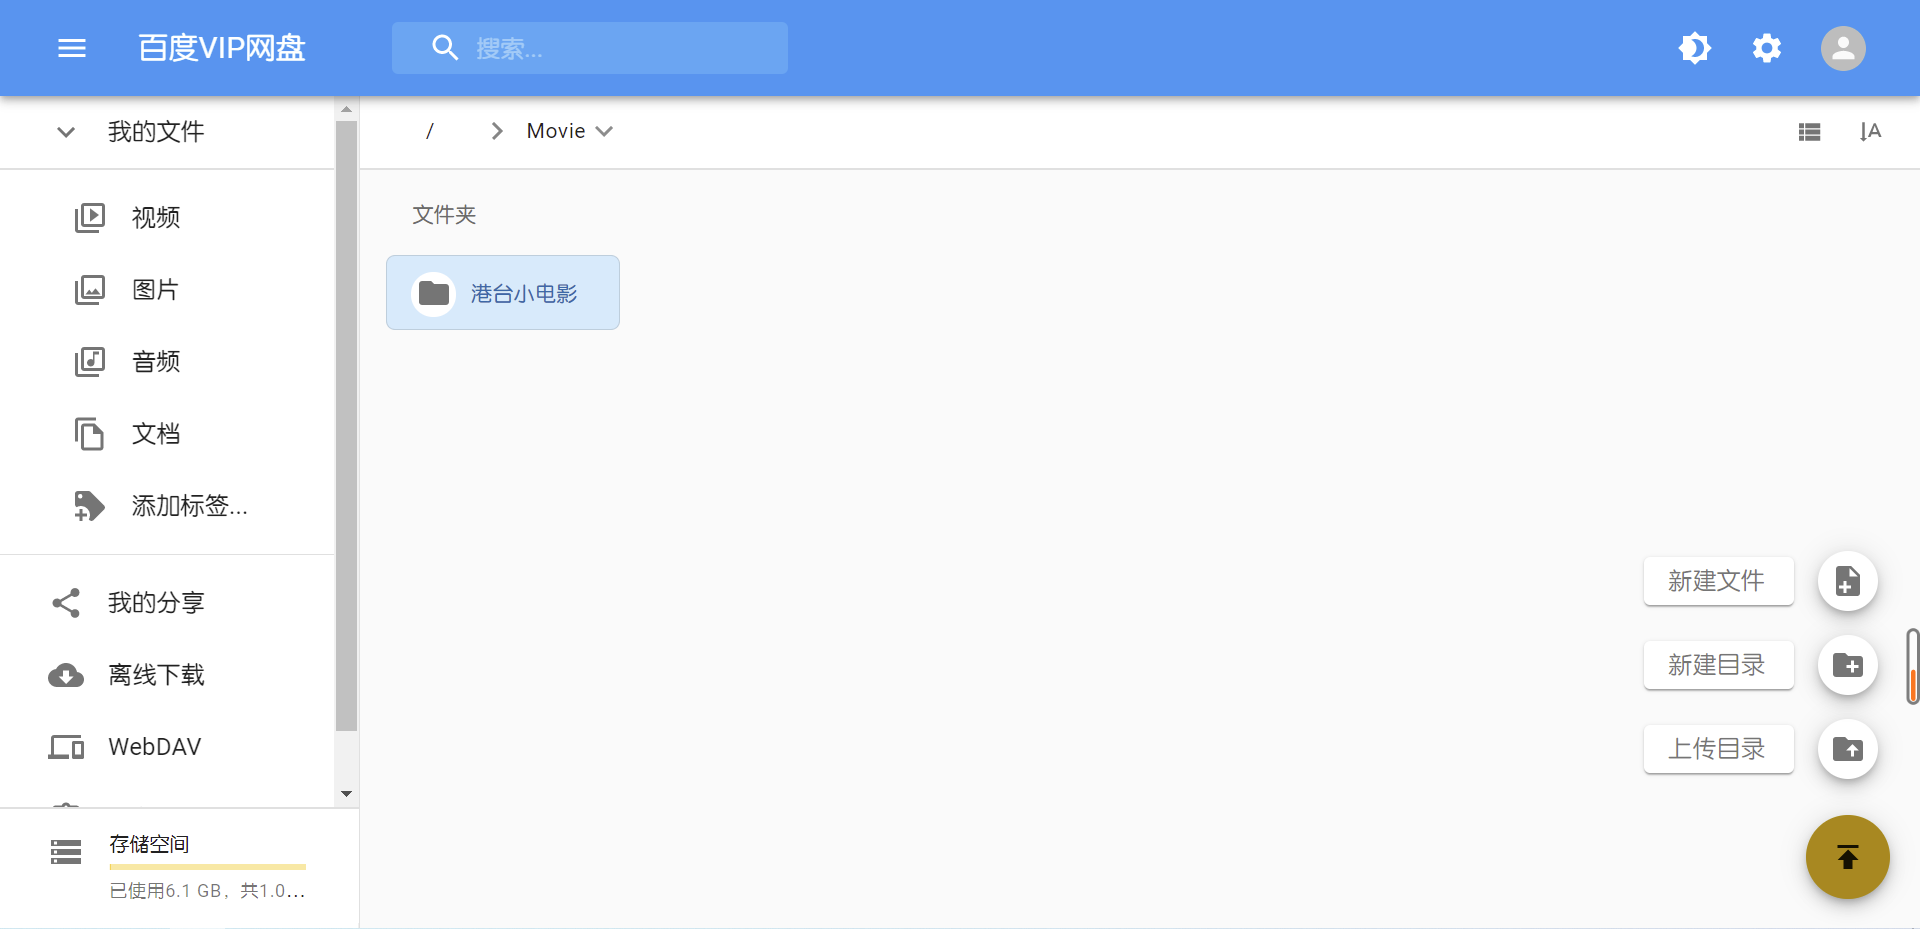 百度VIP网盘
搜索...
我的文件
/
Movie
A
视频
图片
音频
文档
添加标签...
我的分享
离线下载
WebDAV
存储空间
已使用6.1 GB，共1.0...
文件夹
港台小电影
新建文件
新建目录
上传目录